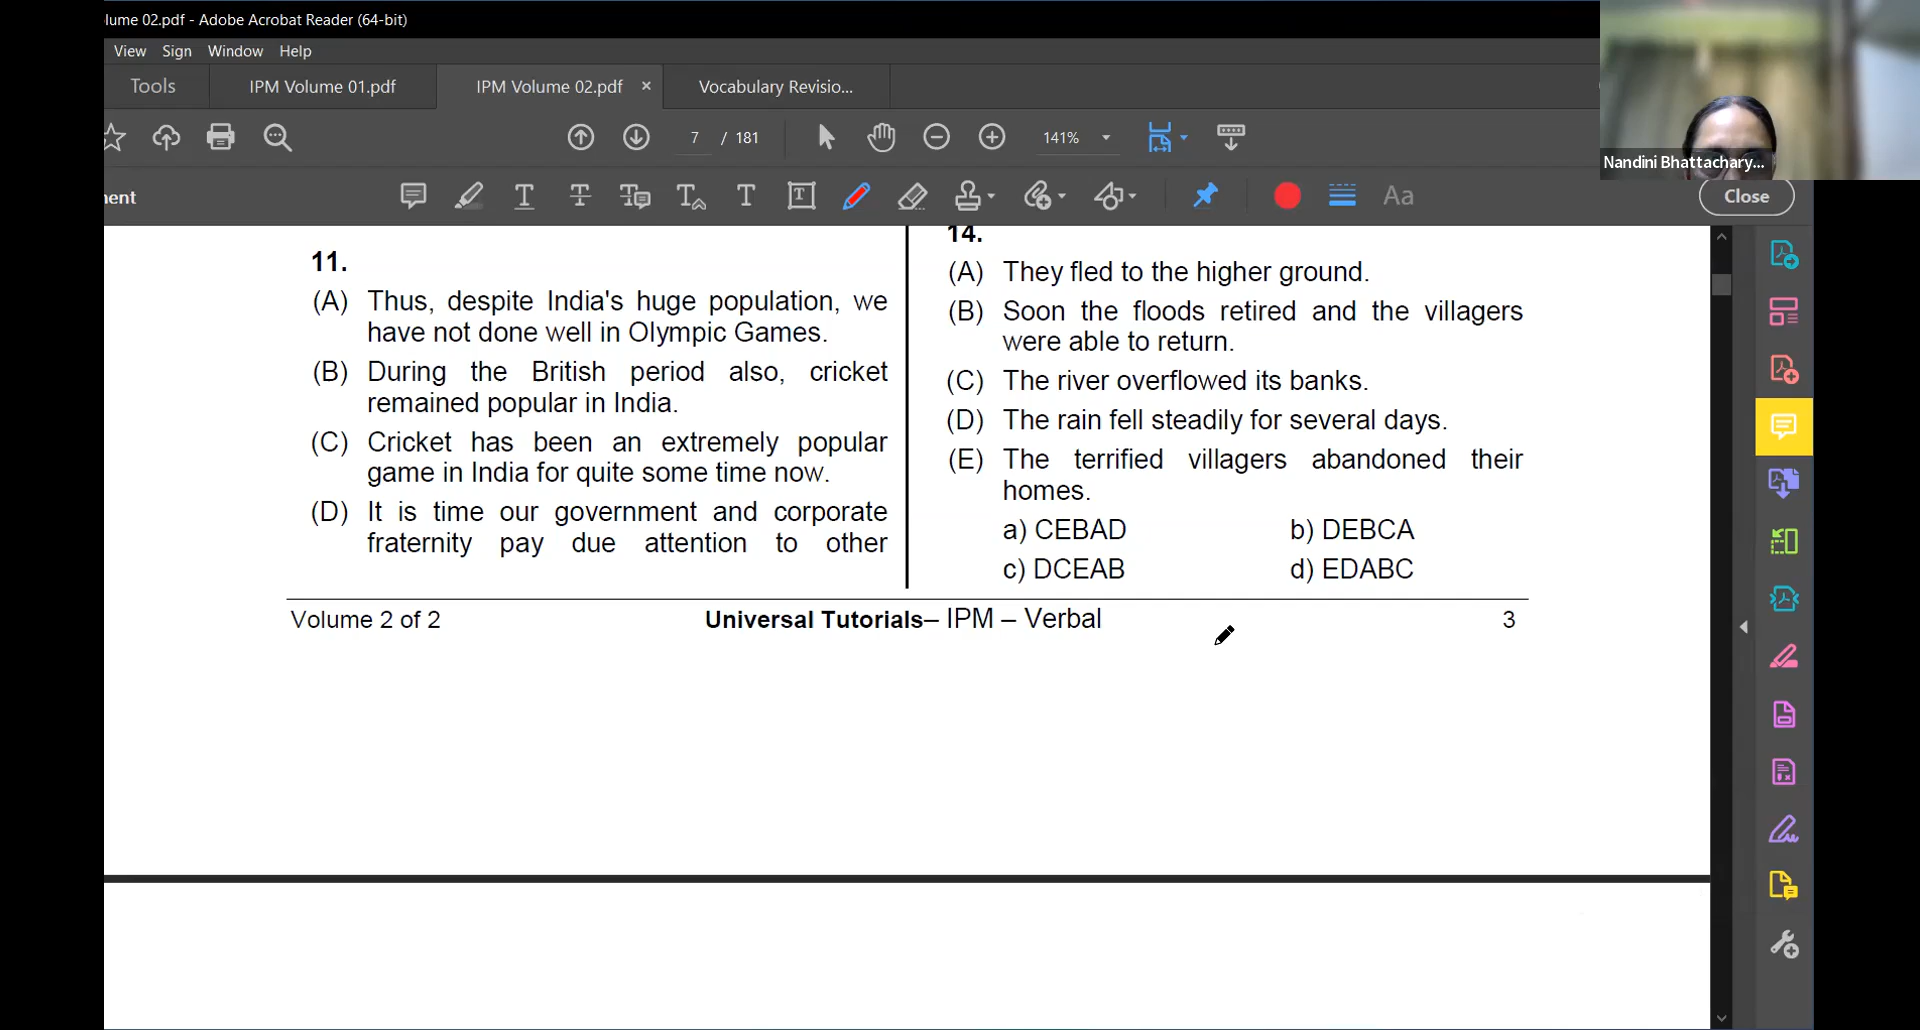 lume 02.pdf - Adobe Acrobat Reader (64-bit)
View Sign Window Help
Tools IPM Volume 01.pdf IPM Volume 02.pdf × Vocabulary Revisio...
7 / 181 141%
ent Aa Close
Nandini Bhattachary...
11.
(A) Thus, despite India's huge population, we
have not done well in Olympic Games.
(B) During the British period also, cricket
remained popular in India.
(C) Cricket has been an extremely popular
game in India for quite some time now.
(D) It is time our government and corporate
fraternity pay due attention to other
14.
(A) They fled to the higher ground.
(B) Soon the floods retired and the villagers
were able to return.
(C) The river overflowed its banks.
(D) The rain fell steadily for several days.
(E) The terrified villagers abandoned their
homes.
a) CEBAD b) DEBCA
c) DCEAB d) EDABC
Volume 2 of 2 Universal Tutorials– IPM – Verbal 3